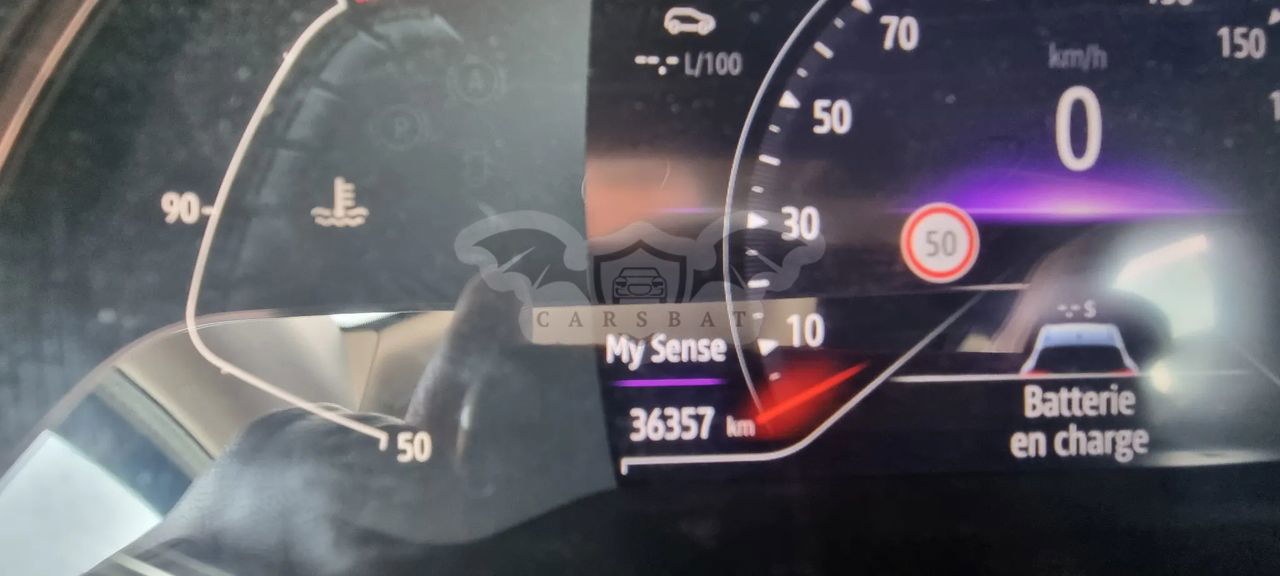 70
150
--.- L/100
km/h
0
50
90
30
50
CARSBAT
10
-.- S
My Sense
36357 km
Batterie
en charge
50